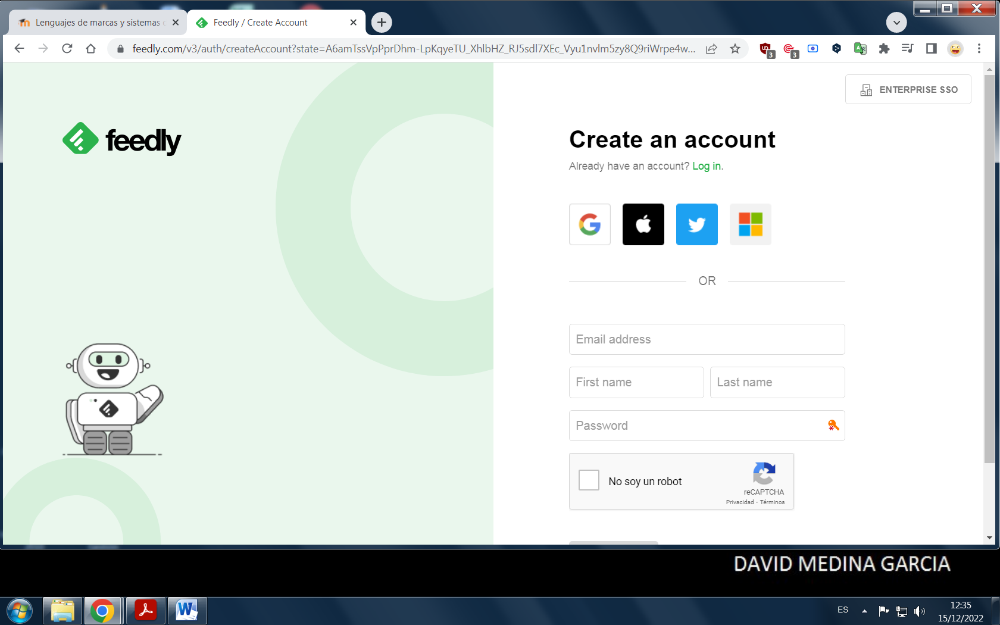 Lenguajes de marcas y sistemas
Feedly / Create Account
feedly.com/v3/auth/createAccount?state=A6amTssVpPprDhm-LpKqyeTU_XhlbHZ_RJ5sdl7XEc_Vyu1nvlm5zy8Q9riWrpe4w...
3
3
ENTERPRISE SSO
feedly
Create an account
Already have an account? Log in.
OR
Email address
First name Last name
Password
No soy un robot
reCAPTCHA
Privacidad - Términos
DAVID MEDINA GARCIA
ES
12:35
15/12/2022